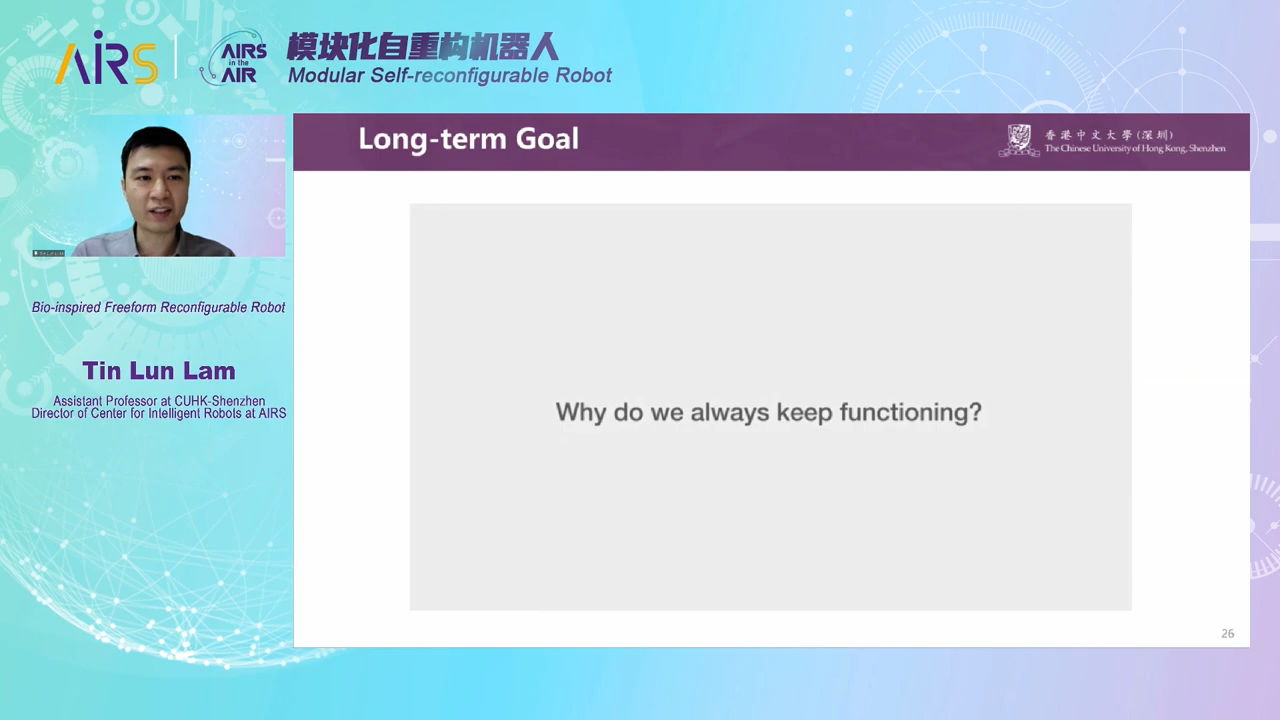 AIRS
AIRS
in the
AIR
模块化自重构机器人
Modular Self-reconfigurable Robot
Long-term Goal
香港中文大學(深圳)
The Chinese University of Hong Kong, Shenzhen
Bio-inspired Freeform Reconfigurable Robot
Tin Lun Lam
Assistant Professor at CUHK-Shenzhen
Director of Center for Intelligent Robots at AIRS
Why do we always keep functioning?
26